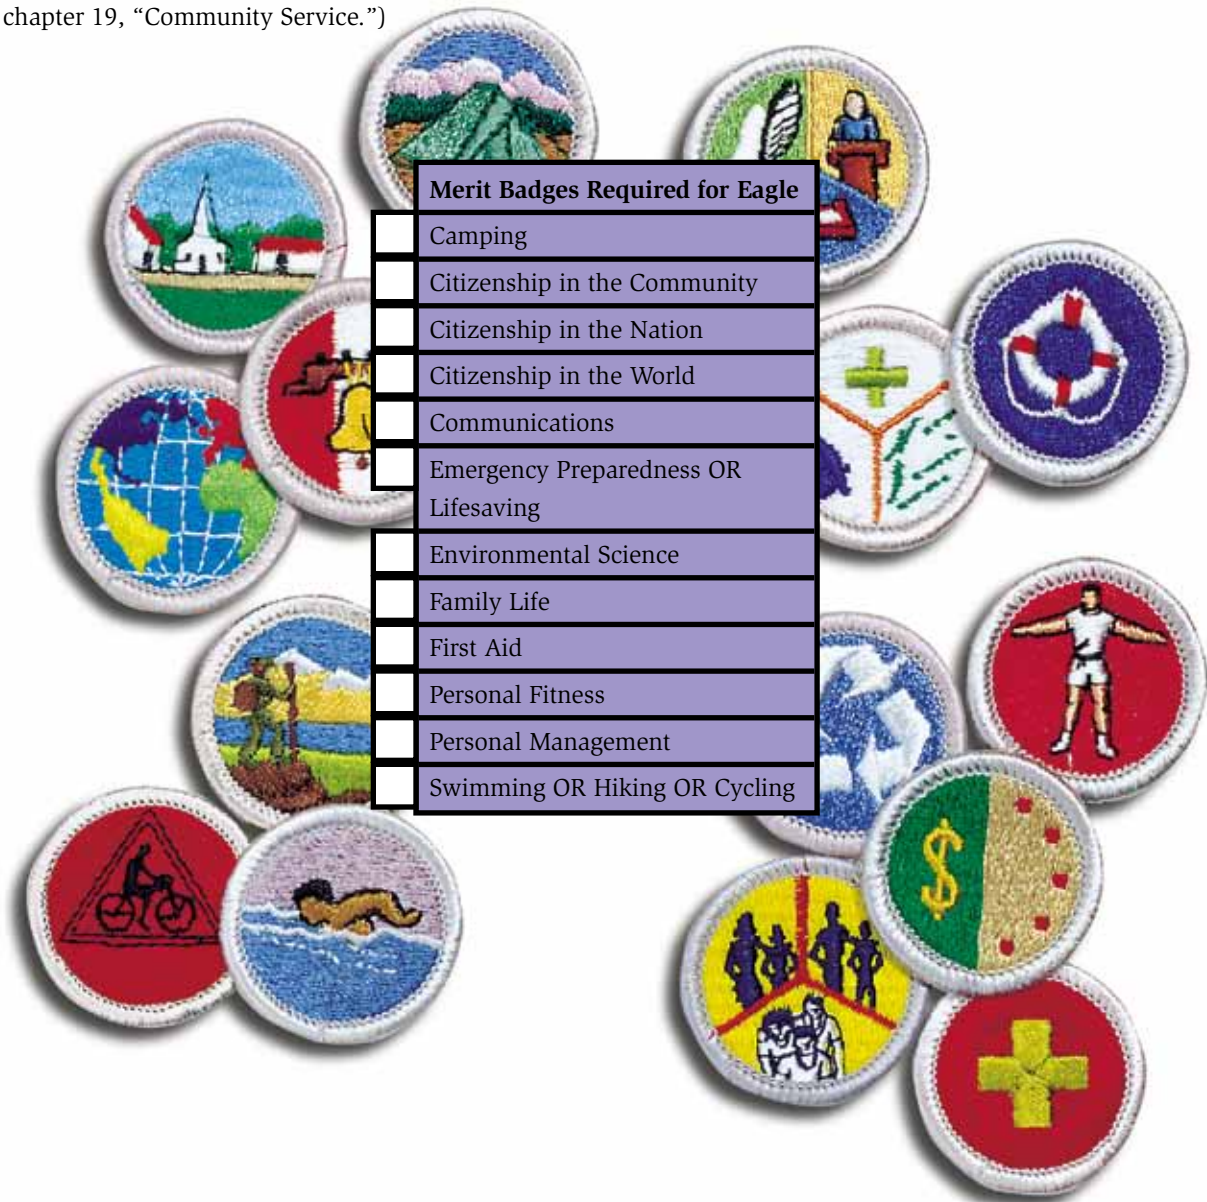 chapter 19, “Community Service.”)
Merit Badges Required for Eagle
Camping
Citizenship in the Community
Citizenship in the Nation
Citizenship in the World
Communications
Emergency Preparedness OR
Lifesaving
Environmental Science
Family Life
First Aid
Personal Fitness
Personal Management
Swimming OR Hiking OR Cycling
$